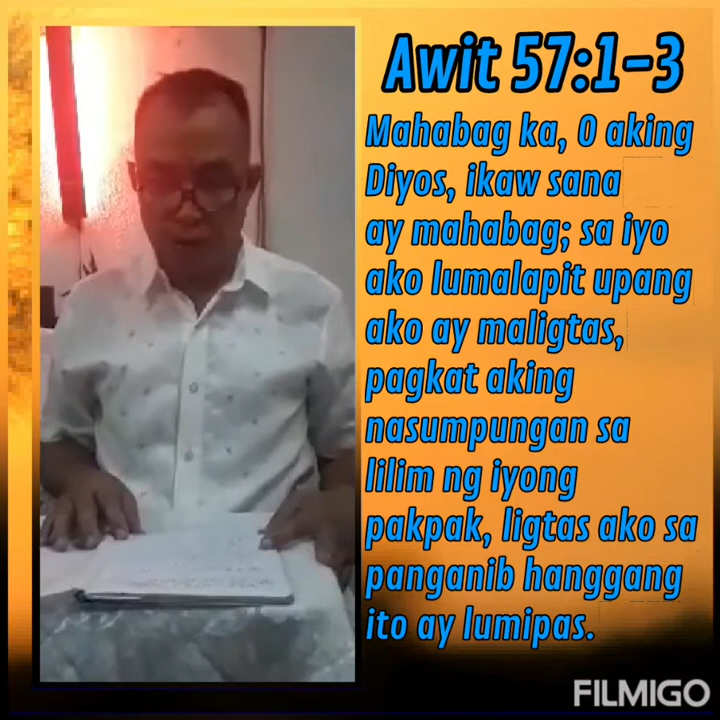 Awit 57:1-3
Mahabag ka, O aking
Diyos, ikaw sana
ay mahabag; sa iyo
ako lumalapit upang
ako ay maligtas,
pagkat aking
nasumpungan sa
lilim ng iyong
pakpak, ligtas ako sa
panganib hanggang
ito ay lumipas.
FILMIGO